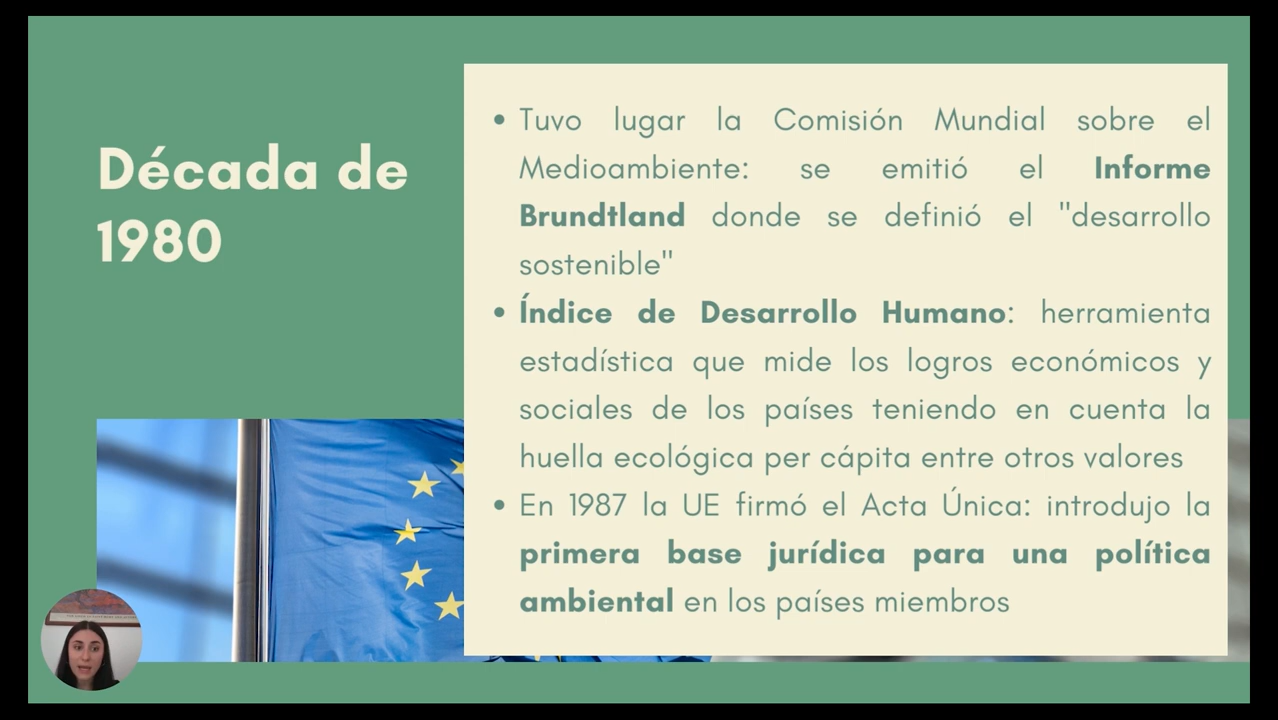 Década de
1980
• Tuvo lugar la Comisión Mundial sobre el
Medioambiente: se emitió el Informe
Brundtland donde se definió el "desarrollo
sostenible"
• Índice de Desarrollo Humano: herramienta
estadística que mide los logros económicos y
sociales de los países teniendo en cuenta la
huella ecológica per cápita entre otros valores
• En 1987 la UE firmó el Acta Única: introdujo la
primera base jurídica para una política
ambiental en los países miembros